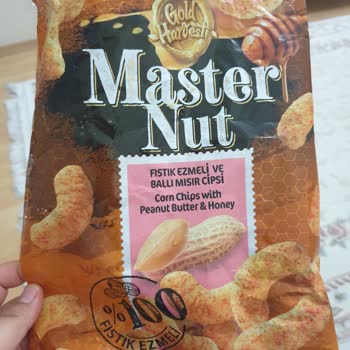 Gold
Harvest
Master
Nut
FISTIK EZMELİ VE
BALLI MISIR CİPSİ
Corn Chips with
Peanut Butter & Honey
%100
FISTIK EZMELİ